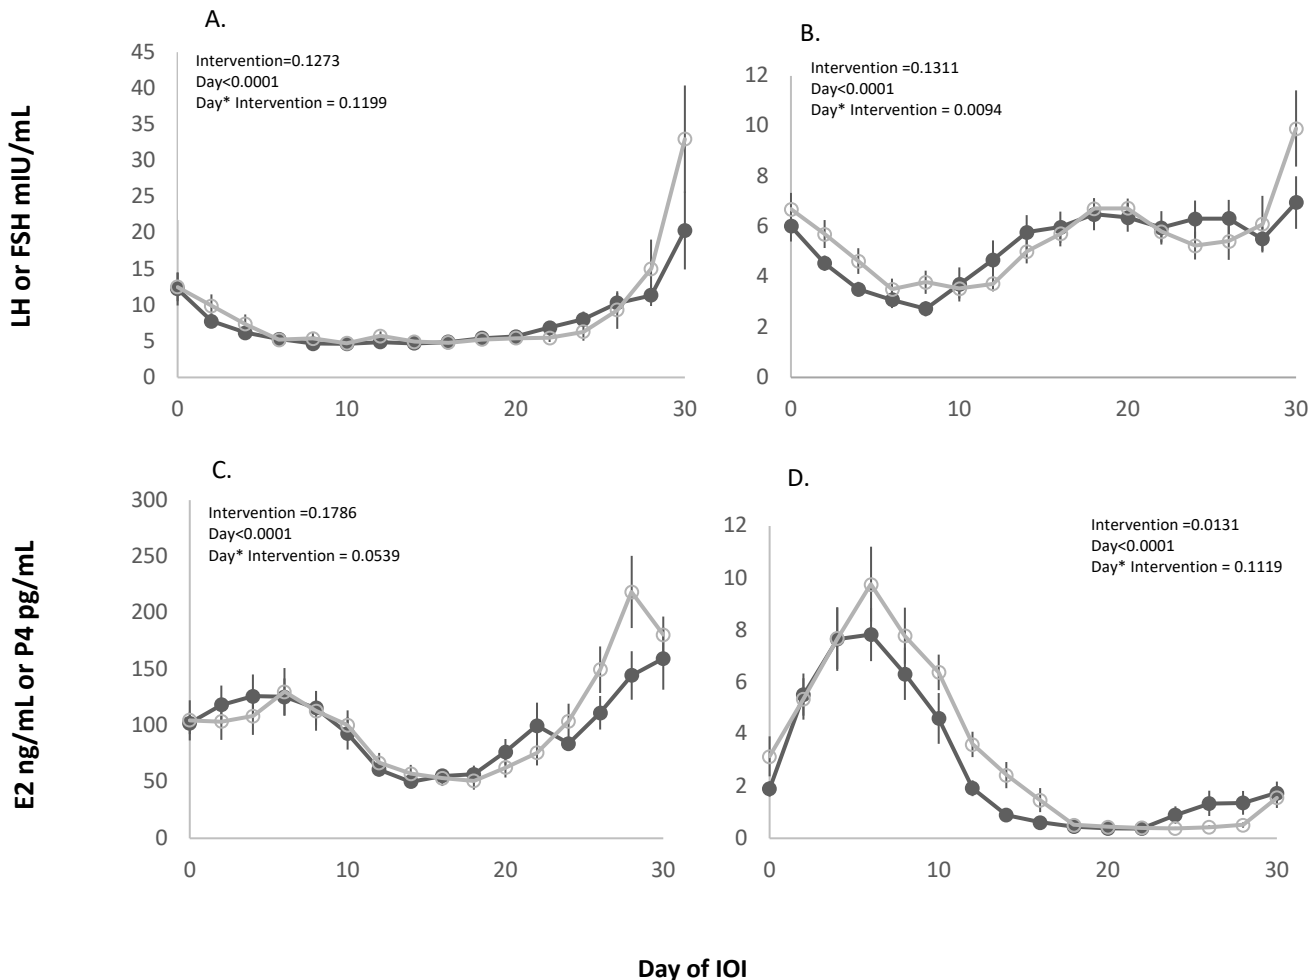 A.
Intervention=0.1273
Day<0.0001
Day* Intervention = 0.1199
45
40
35
30
25
20
15
10
5
0
0 10 20 30
LH or FSH mIU/mL
B.
Intervention =0.1311
Day<0.0001
Day* Intervention = 0.0094
12
10
8
6
4
2
0
0 10 20 30
C.
Intervention =0.1786
Day<0.0001
Day* Intervention = 0.0539
300
250
200
150
100
50
0
0 10 20 30
E2 ng/mL or P4 pg/mL
D.
Intervention =0.0131
Day<0.0001
Day* Intervention = 0.1119
12
10
8
6
4
2
0
0 10 20 30
Day of IOI